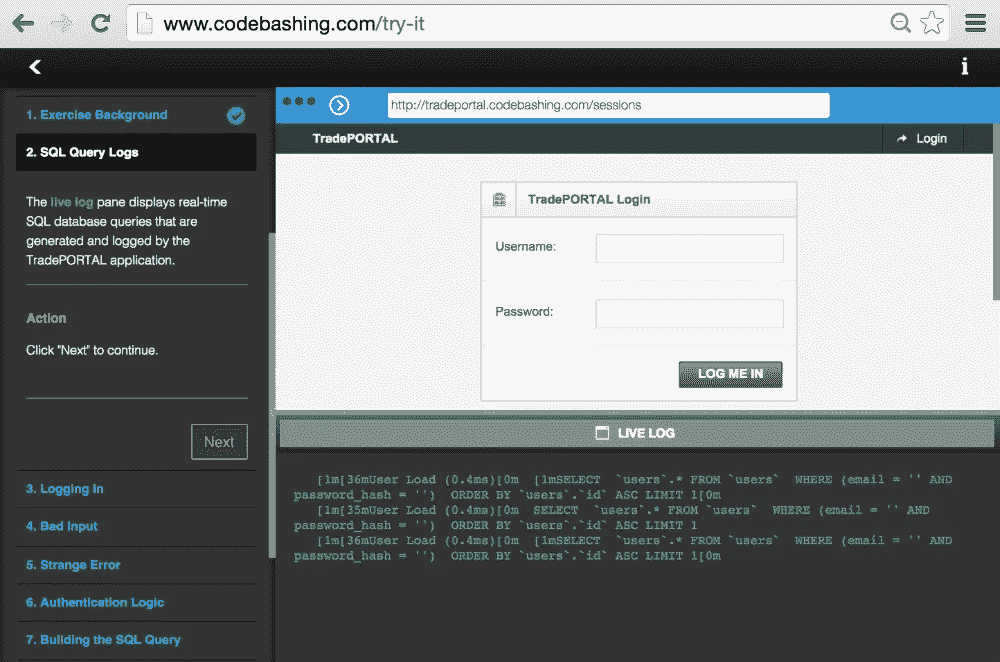 www.codebashing.com/try-it
i
1. Exercise Background
2. SQL Query Logs
The live log pane displays real-time
SQL database queries that are
generated and logged by the
TradePORTAL application.
Action
Click "Next" to continue.
Next
3. Logging In
4. Bad Input
5. Strange Error
6. Authentication Logic
7. Building the SQL Query
http://tradeportal.codebashing.com/sessions
TradePORTAL
Login
TradePORTAL Login
Username:
Password:
LOG ME IN
LIVE LOG
[1m[36mUser Load (0.4ms)[0m  [1mSELECT  `users`.* FROM `users`  WHERE (email = '' AND
password_hash = '')  ORDER BY `users`.`id` ASC LIMIT 1[0m
[1m[35mUser Load (0.4ms)[0m  SELECT  `users`.* FROM `users`  WHERE (email = '' AND
password_hash = '')  ORDER BY `users`.`id` ASC LIMIT 1
[1m[36mUser Load (0.4ms)[0m  [1mSELECT  `users`.* FROM `users`  WHERE (email = '' AND
password_hash = '')  ORDER BY `users`.`id` ASC LIMIT 1[0m